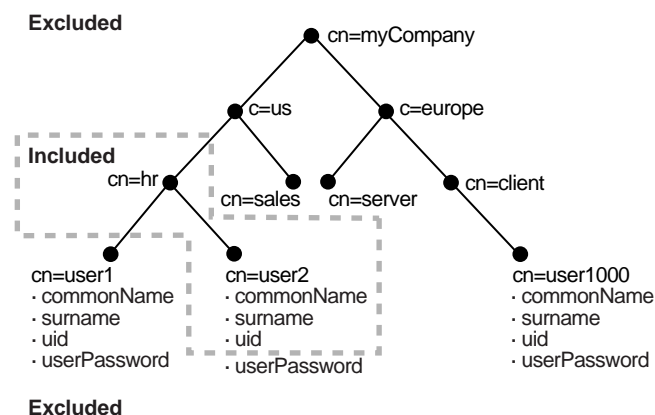 Excluded
cn=myCompany
c=us
c=europe
Included
cn=hr
cn=sales
cn=server
cn=client
cn=user1
· commonName
· surname
· uid
· userPassword
cn=user2
· commonName
· surname
· uid
· userPassword
cn=user1000
· commonName
· surname
· uid
· userPassword
Excluded